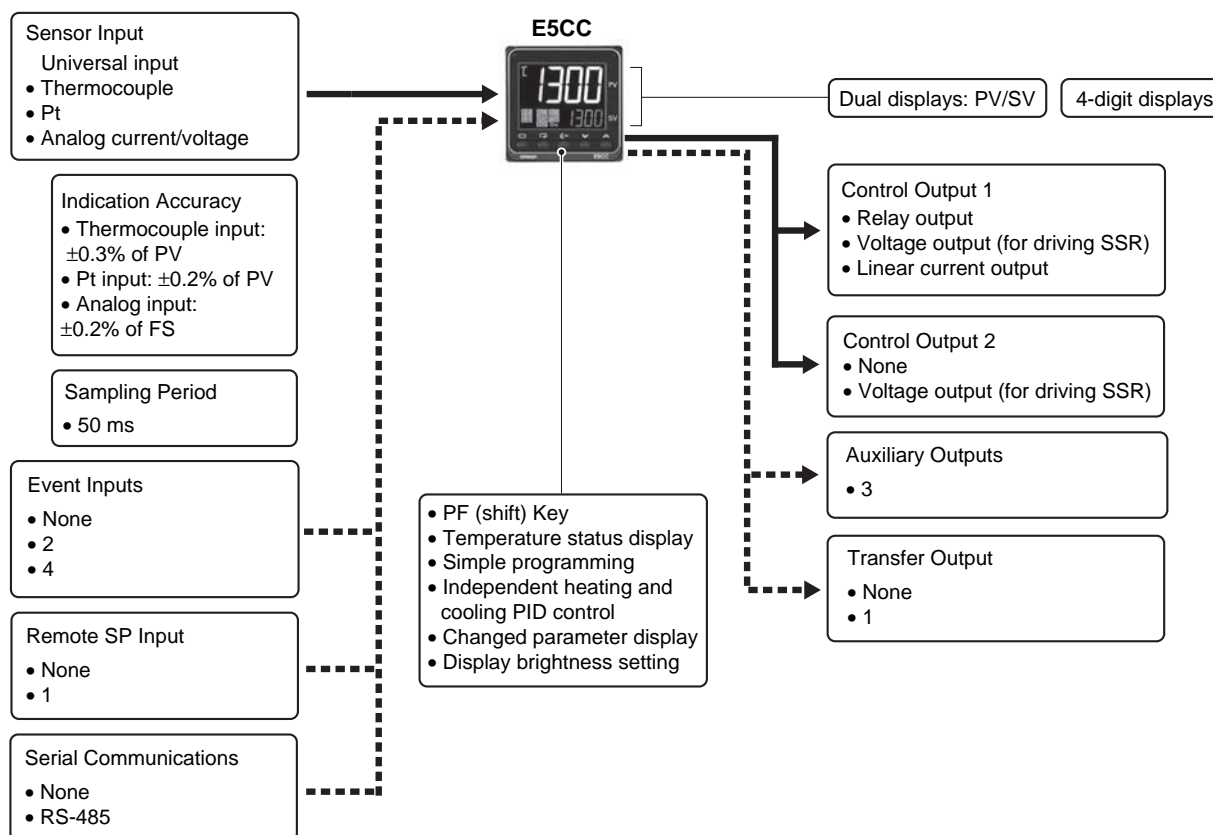 E5CC
Sensor Input
Universal input
• Thermocouple
• Pt
• Analog current/voltage
Indication Accuracy
• Thermocouple input:
±0.3% of PV
• Pt input: ±0.2% of PV
• Analog input:
±0.2% of FS
Sampling Period
• 50 ms
Event Inputs
• None
• 2
• 4
Remote SP Input
• None
• 1
Serial Communications
• None
• RS-485
1300
PV
1300
SV
E5CC
• PF (shift) Key
• Temperature status display
• Simple programming
• Independent heating and
cooling PID control
• Changed parameter display
• Display brightness setting
Dual displays: PV/SV
4-digit displays
Control Output 1
• Relay output
• Voltage output (for driving SSR)
• Linear current output
Control Output 2
• None
• Voltage output (for driving SSR)
Auxiliary Outputs
• 3
Transfer Output
• None
• 1